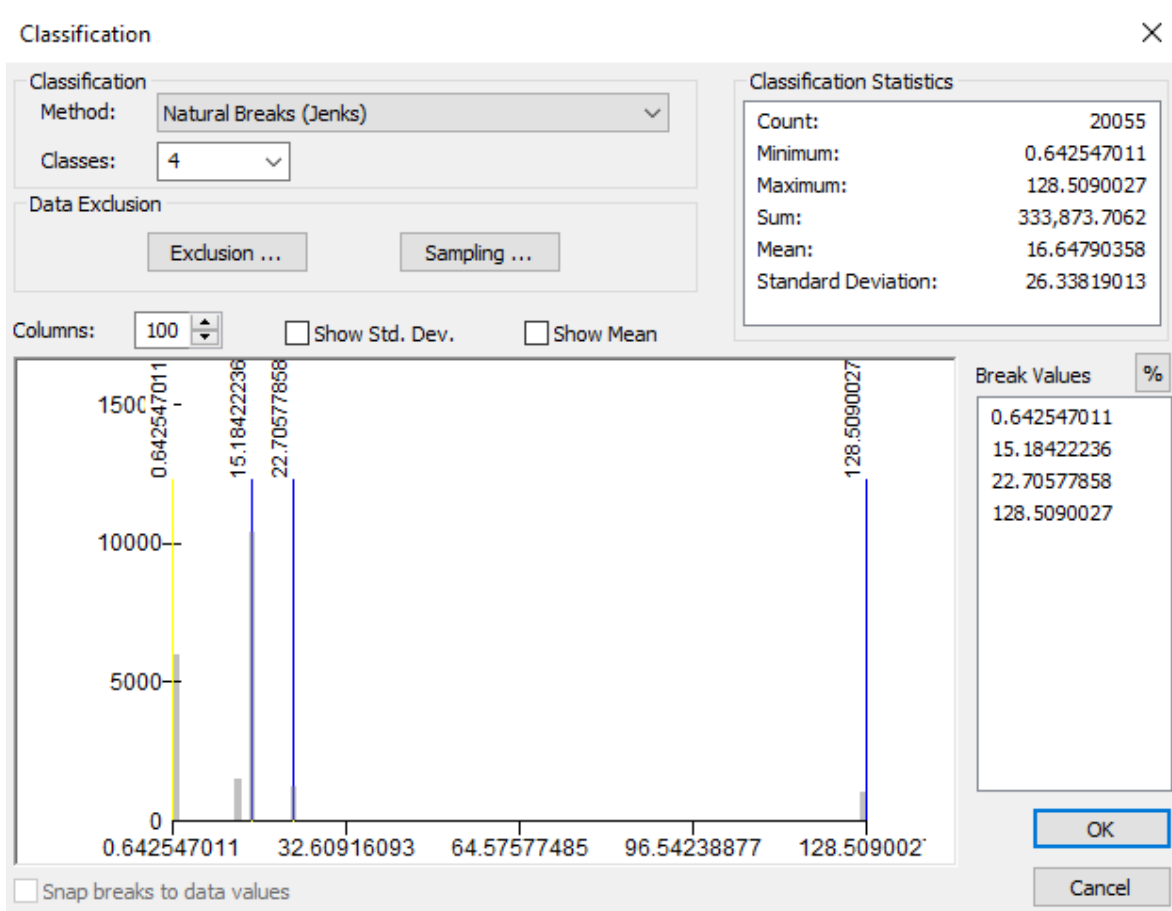 Classification
Classification
Method: Natural Breaks (Jenks)
Classes: 4
Data Exclusion
Exclusion ... Sampling ...
Classification Statistics
Count: 20055
Minimum: 0.642547011
Maximum: 128.5090027
Sum: 333,873.7062
Mean: 16.64790358
Standard Deviation: 26.33819013
Columns: 100 Show Std. Dev. Show Mean
0.642547011
15.18422236
22.70577858
128.5090027
1500
10000
5000
0
0.642547011 32.60916093 64.57577485 96.54238877 128.509002
Break Values %
0.642547011
15.18422236
22.70577858
128.5090027
OK
Cancel
Snap breaks to data values